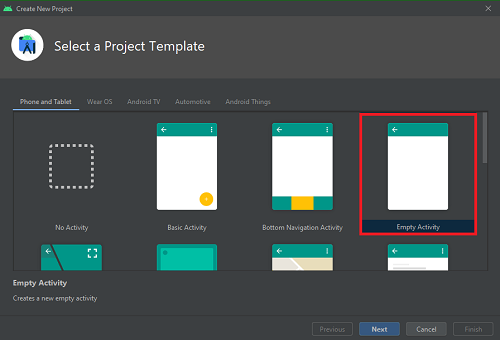 Create New Project
Select a Project Template
Phone and Tablet Wear OS Android TV Automotive Android Things
No Activity Basic Activity Bottom Navigation Activity Empty Activity
Empty Activity
Creates a new empty activity
Previous Next Cancel Finish